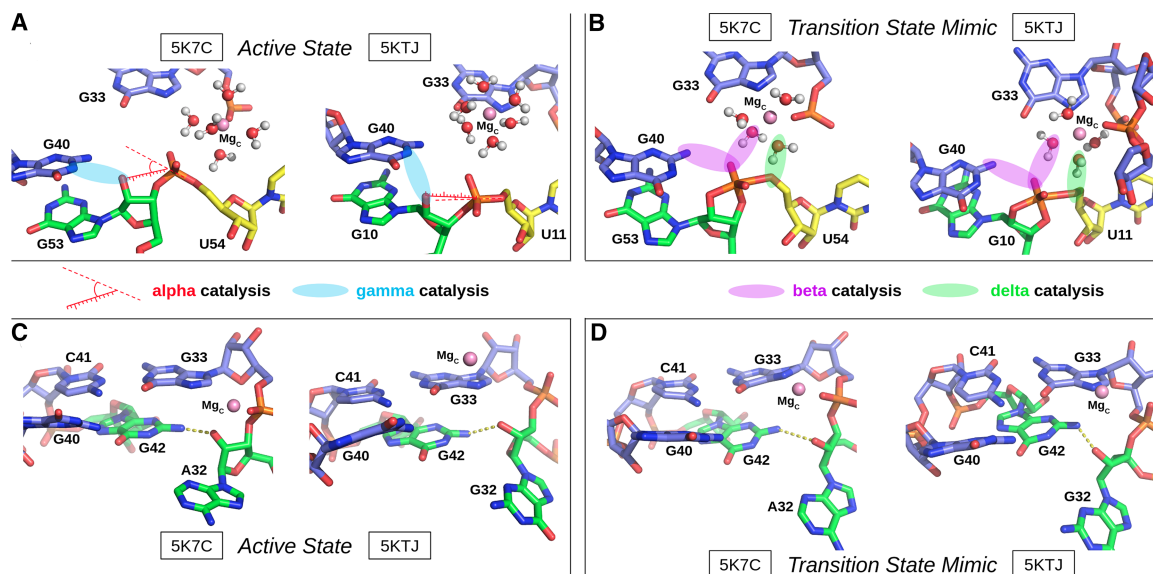 A
5K7C Active State 5KTJ
G33
MgC
G40
G53
U54
G33
MgC
G40
G10
U11
B
5K7C Transition State Mimic 5KTJ
G33
MgC
G40
G53
U54
G33
MgC
G40
G10
U11
alpha catalysis
gamma catalysis
beta catalysis
delta catalysis
C
C41
G33
MgC
G40
G42
A32
MgC
C41
G33
G40
G42
G32
5K7C Active State 5KTJ
D
C41
G33
MgC
G40
G42
A32
C41
G33
MgC
G40
G42
G32
5K7C Transition State Mimic 5KTJ